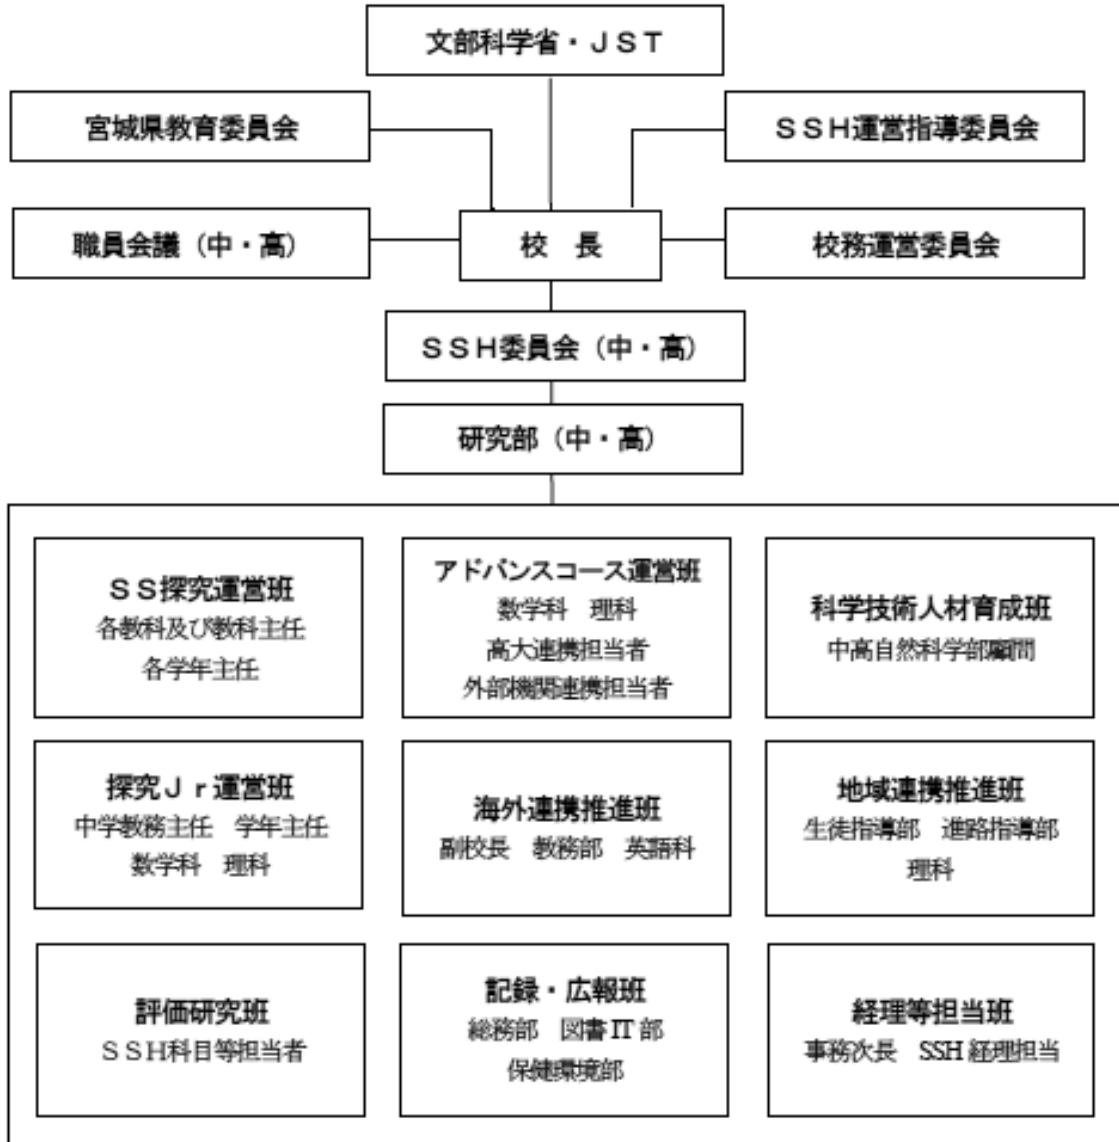 文部科学省・ＪＳＴ
宮城県教育委員会
ＳＳＨ運営指導委員会
職員会議（中・高）
校　長
校務運営委員会
ＳＳＨ委員会（中・高）
研究部（中・高）
ＳＳ探究運営班
各教科及び教科主任
各学年主任
アドバンスコース運営班
数学科　理科
高大連携担当者
外部機関連携担当者
科学技術人材育成班
中高自然科学部顧問
探究Ｊｒ運営班
中学教務主任　学年主任
数学科　理科
海外連携推進班
副校長　教務部　英語科
地域連携推進班
生徒指導部　進路指導部
理科
評価研究班
ＳＳＨ科目等担当者
記録・広報班
総務部　図書IT部
保健環境部
経理等担当班
事務次長　SSH経理担当